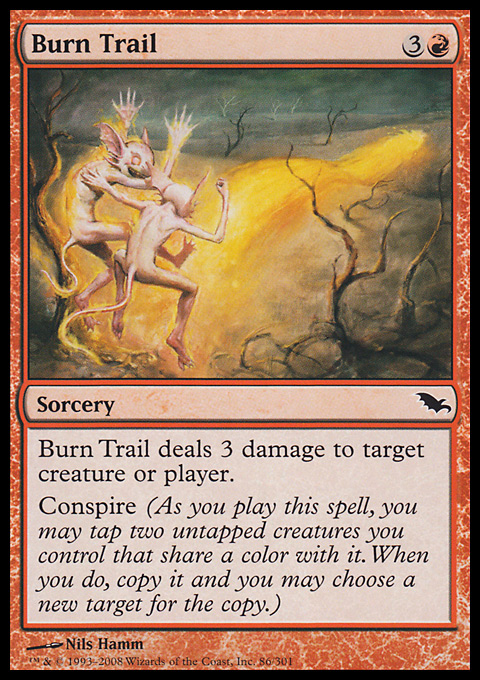 Burn Trail 3
Sorcery
Burn Trail deals 3 damage to target
creature or player.
Conspire (As you play this spell, you
may tap two untapped creatures you
control that share a color with it. When
you do, copy it and you may choose a
new target for the copy.)
Nils Hamm
™ & © 1993–2008 Wizards of the Coast, Inc. 86/301